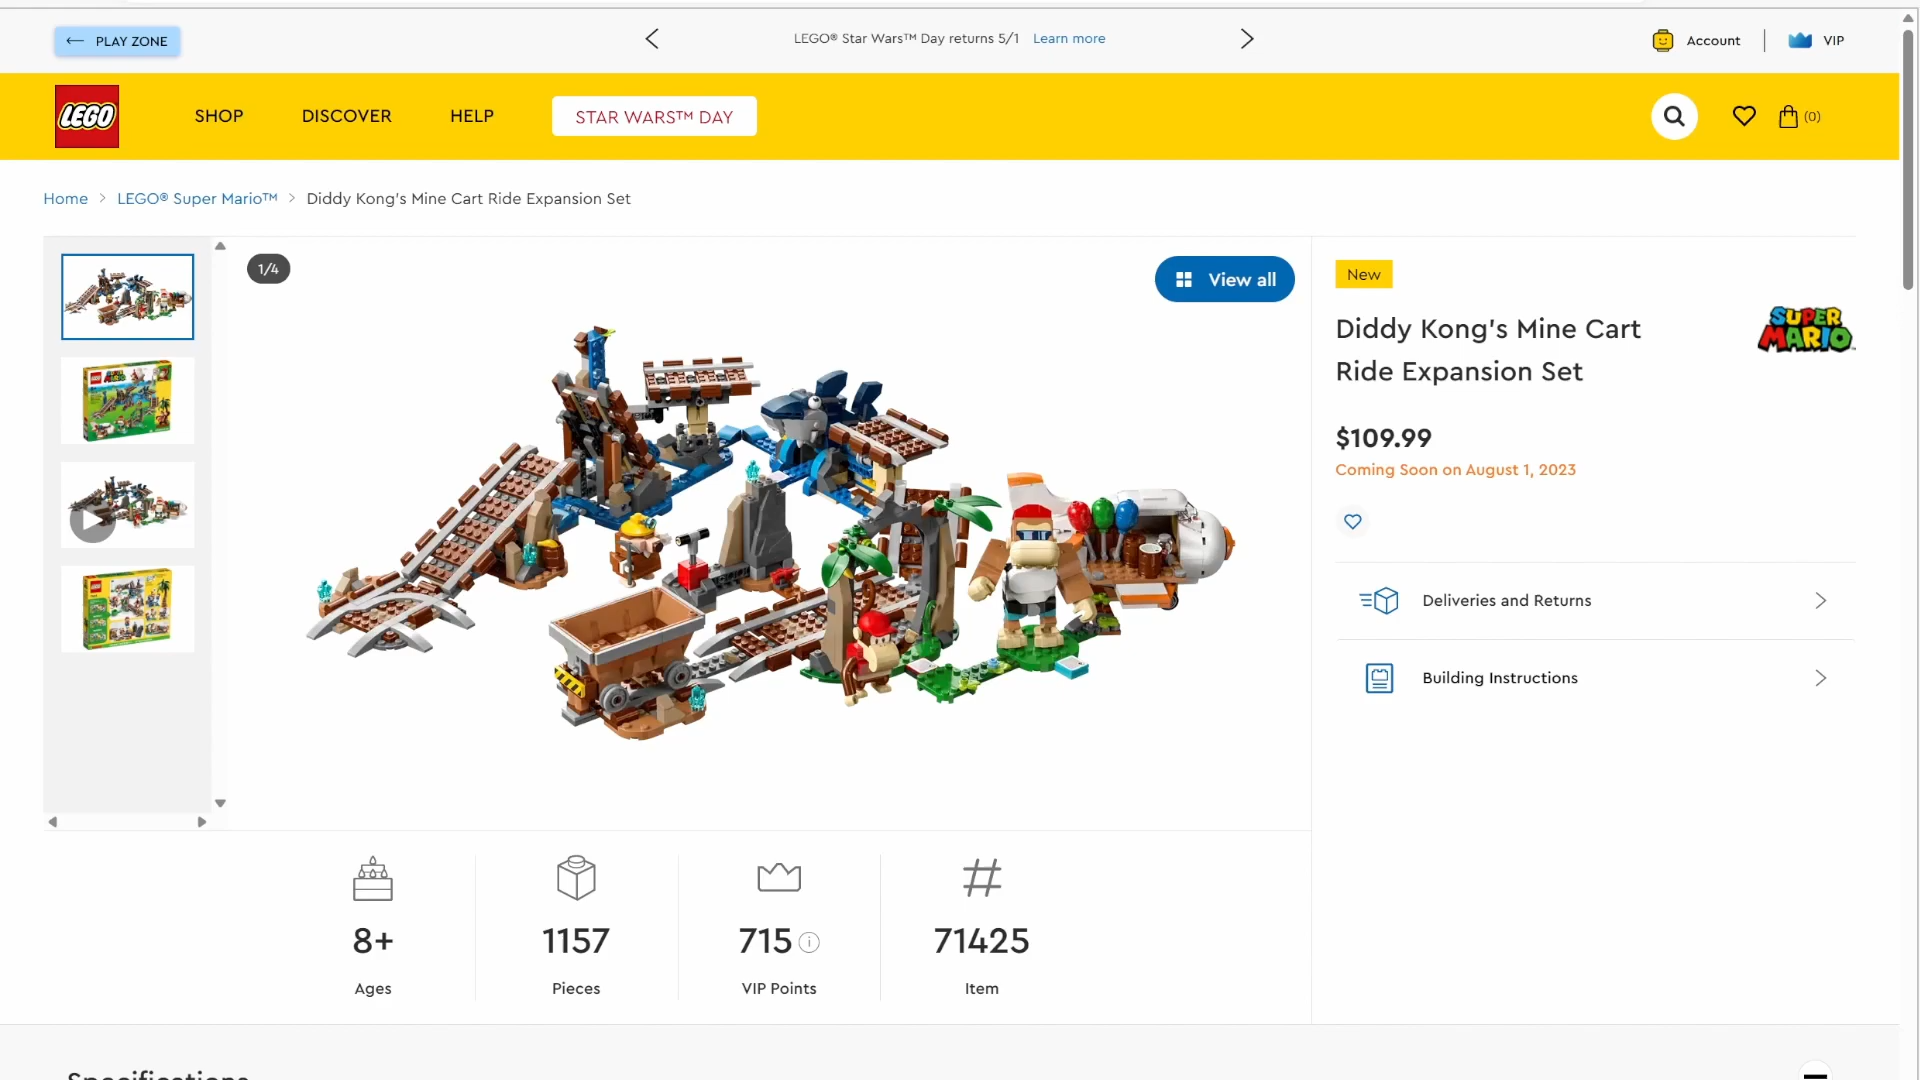 PLAY ZONE
LEGO® Star Wars™ Day returns 5/1 Learn more
Account
VIP
LEGO
SHOP
DISCOVER
HELP
STAR WARS™ DAY
(0)
Home > LEGO® Super Mario™ > Diddy Kong's Mine Cart Ride Expansion Set
1/4
View all
New
Diddy Kong's Mine Cart
Ride Expansion Set
SUPER
MARIO
$109.99
Coming Soon on August 1, 2023
Deliveries and Returns
Building Instructions
8+
Ages
1157
Pieces
715
VIP Points
71425
Item
Specifications